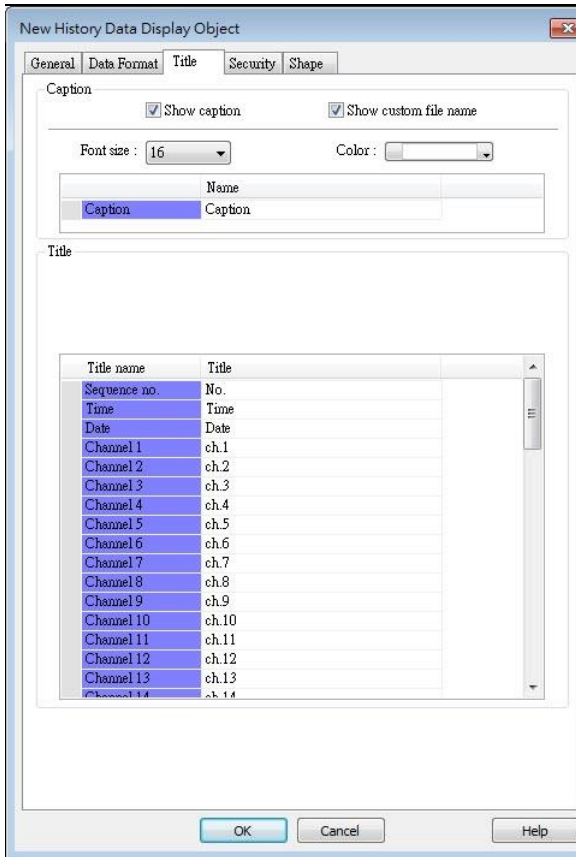 New History Data Display Object
General Data Format Title Security Shape
Caption
Show caption Show custom file name
Font size : 16 Color :
Name
Caption Caption
Title
Title name Title
Sequence no. No.
Time Time
Date Date
Channel 1 ch.1
Channel 2 ch.2
Channel 3 ch.3
Channel 4 ch.4
Channel 5 ch.5
Channel 6 ch.6
Channel 7 ch.7
Channel 8 ch.8
Channel 9 ch.9
Channel 10 ch.10
Channel 11 ch.11
Channel 12 ch.12
Channel 13 ch.13
Channel 14 ch.14
OK Cancel Help